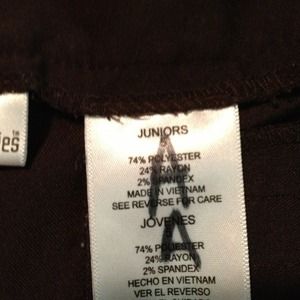 ies™
JUNIORS
74% POLYESTER
24% RAYON
2% SPANDEX
MADE IN VIETNAM
SEE REVERSE FOR CARE
JOVENES
74% POLIESTER
24% RAYON
2% SPANDEX
HECHO EN VIETNAM
VER EL REVERSO